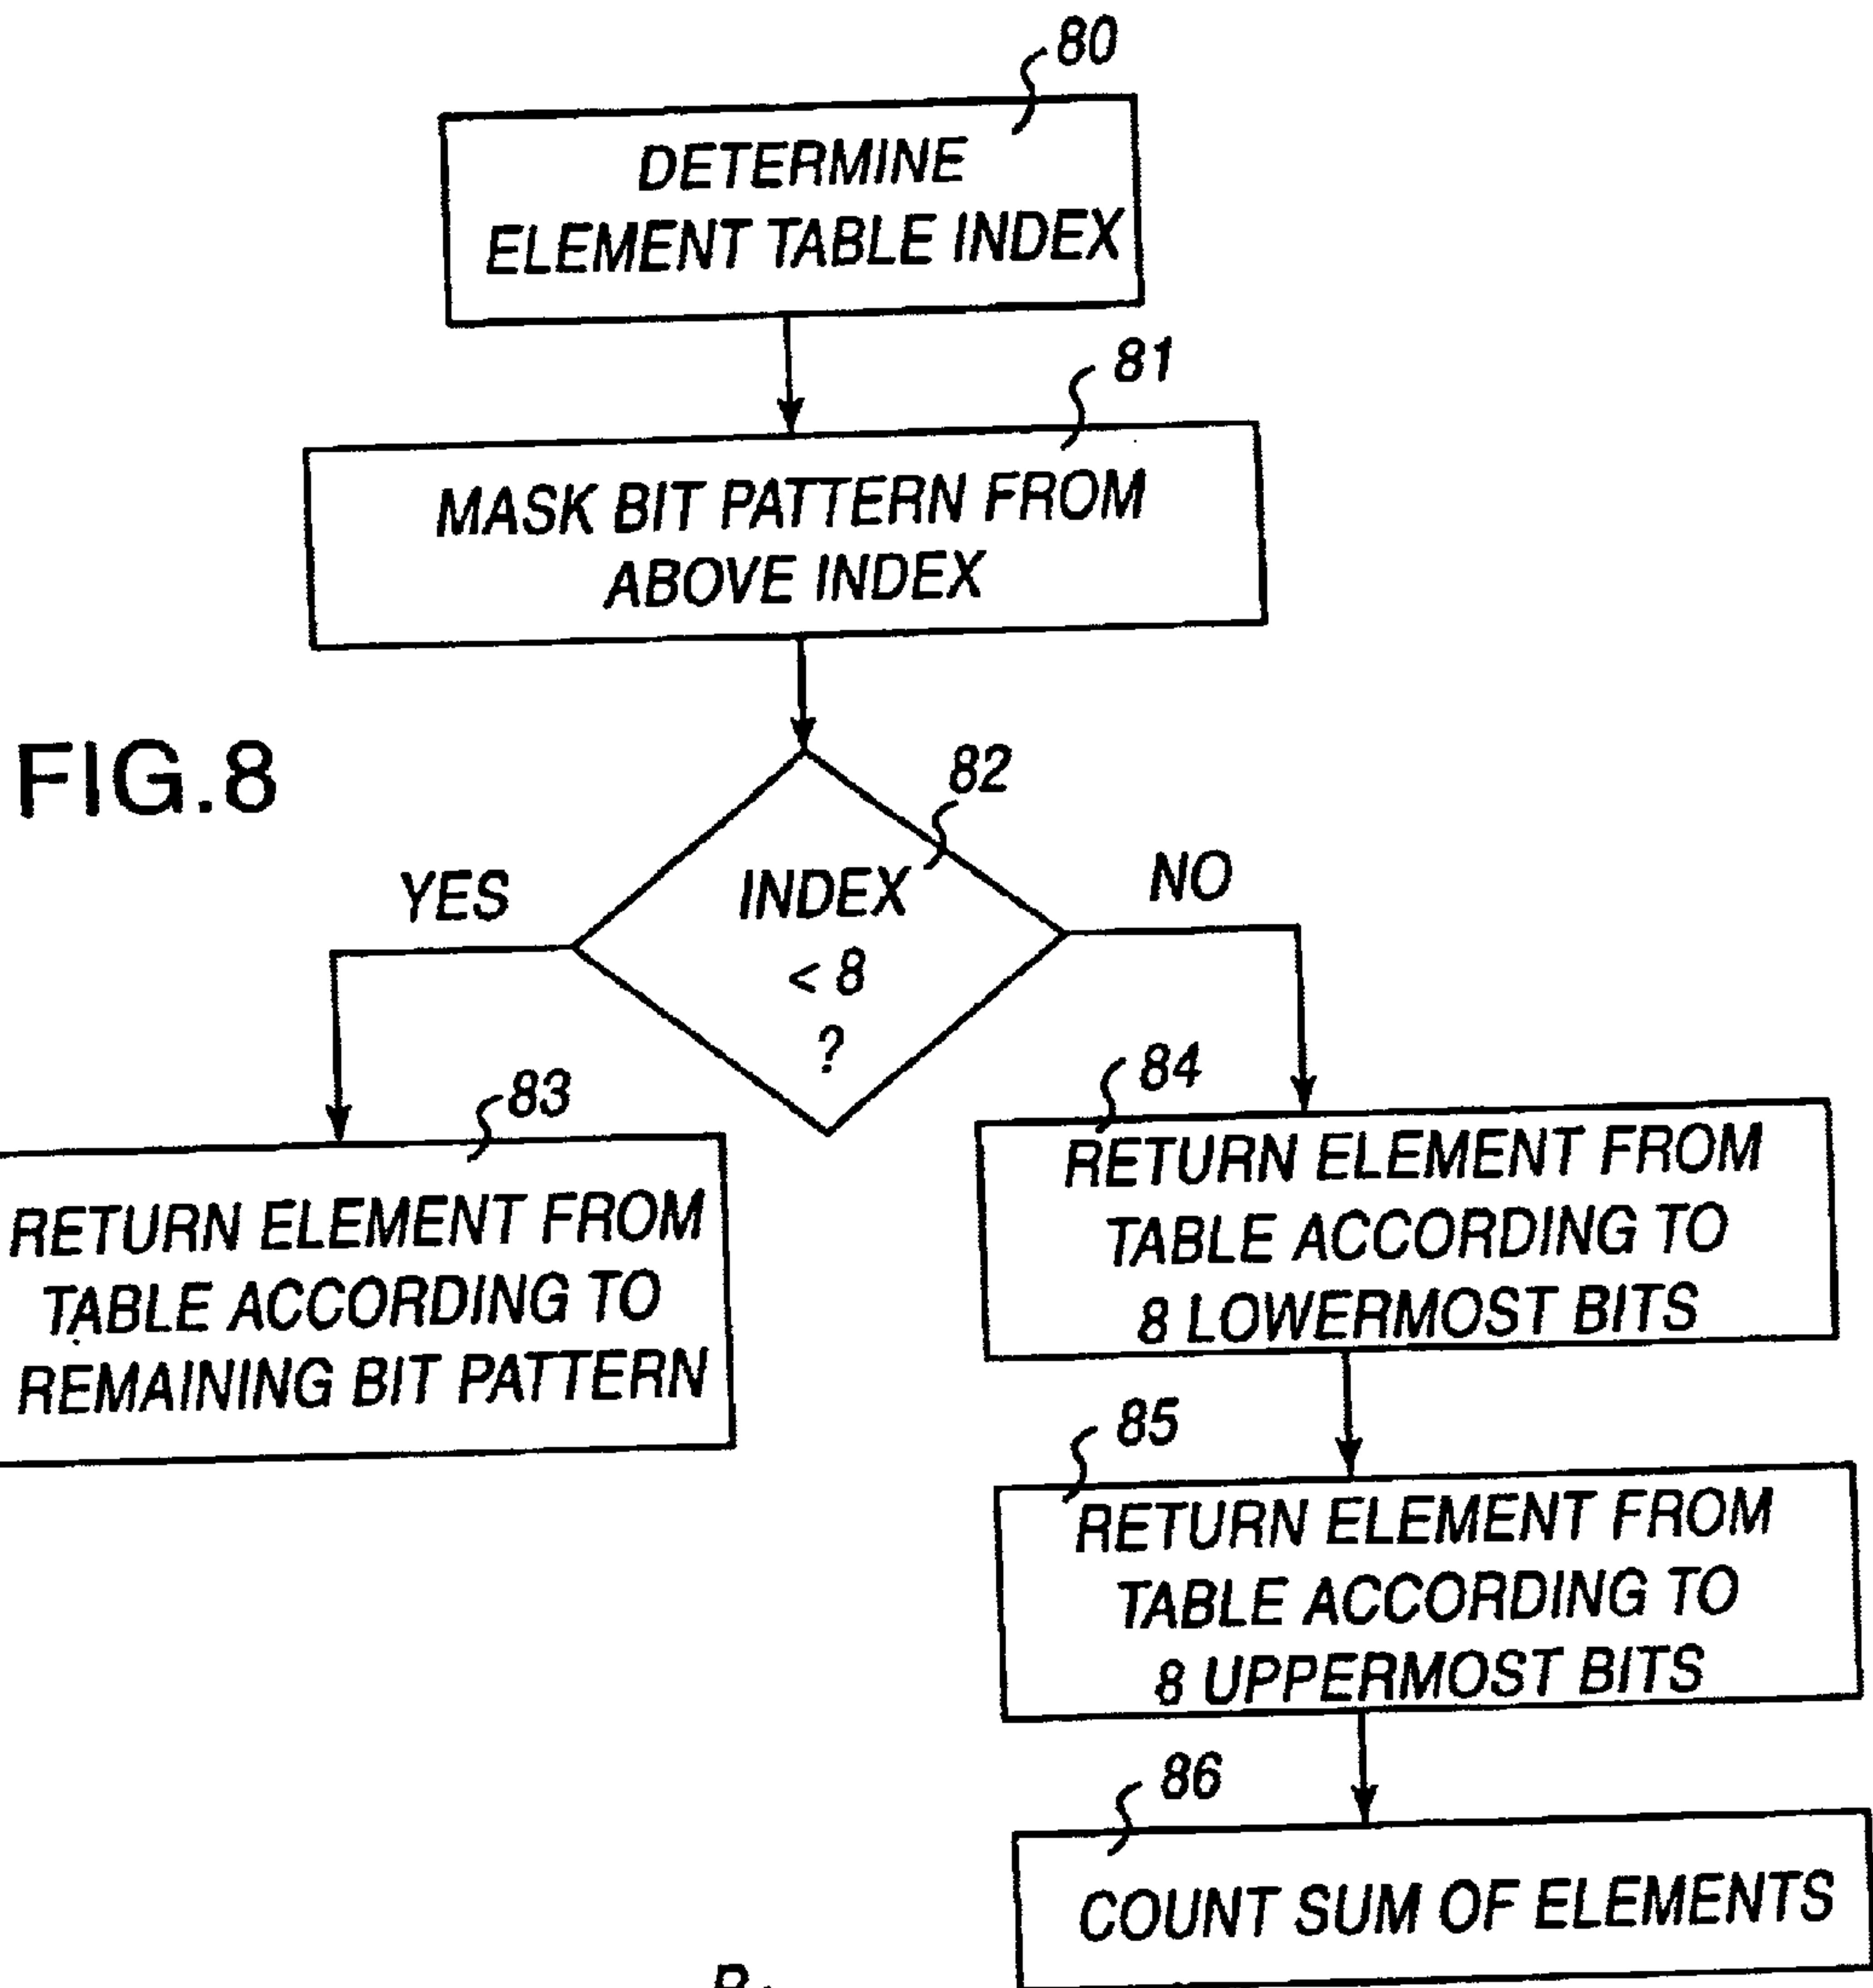 80
DETERMINE
ELEMENT TABLE INDEX
81
MASK BIT PATTERN FROM
ABOVE INDEX
FIG.8
82
YES
INDEX
< 8
?
NO
83
RETURN ELEMENT FROM
TABLE ACCORDING TO
REMAINING BIT PATTERN
84
RETURN ELEMENT FROM
TABLE ACCORDING TO
8 LOWERMOST BITS
85
RETURN ELEMENT FROM
TABLE ACCORDING TO
8 UPPERMOST BITS
86
COUNT SUM OF ELEMENTS